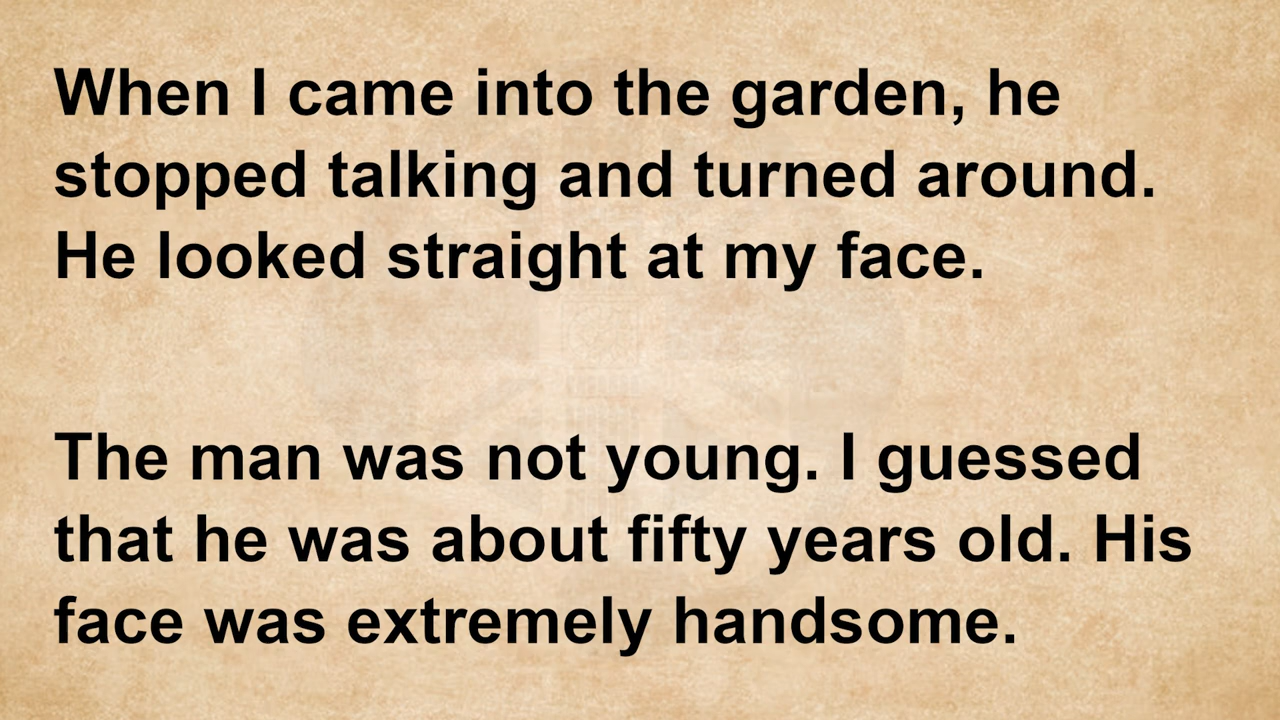 When I came into the garden, he
stopped talking and turned around.
He looked straight at my face.
The man was not young. I guessed
that he was about fifty years old. His
face was extremely handsome.